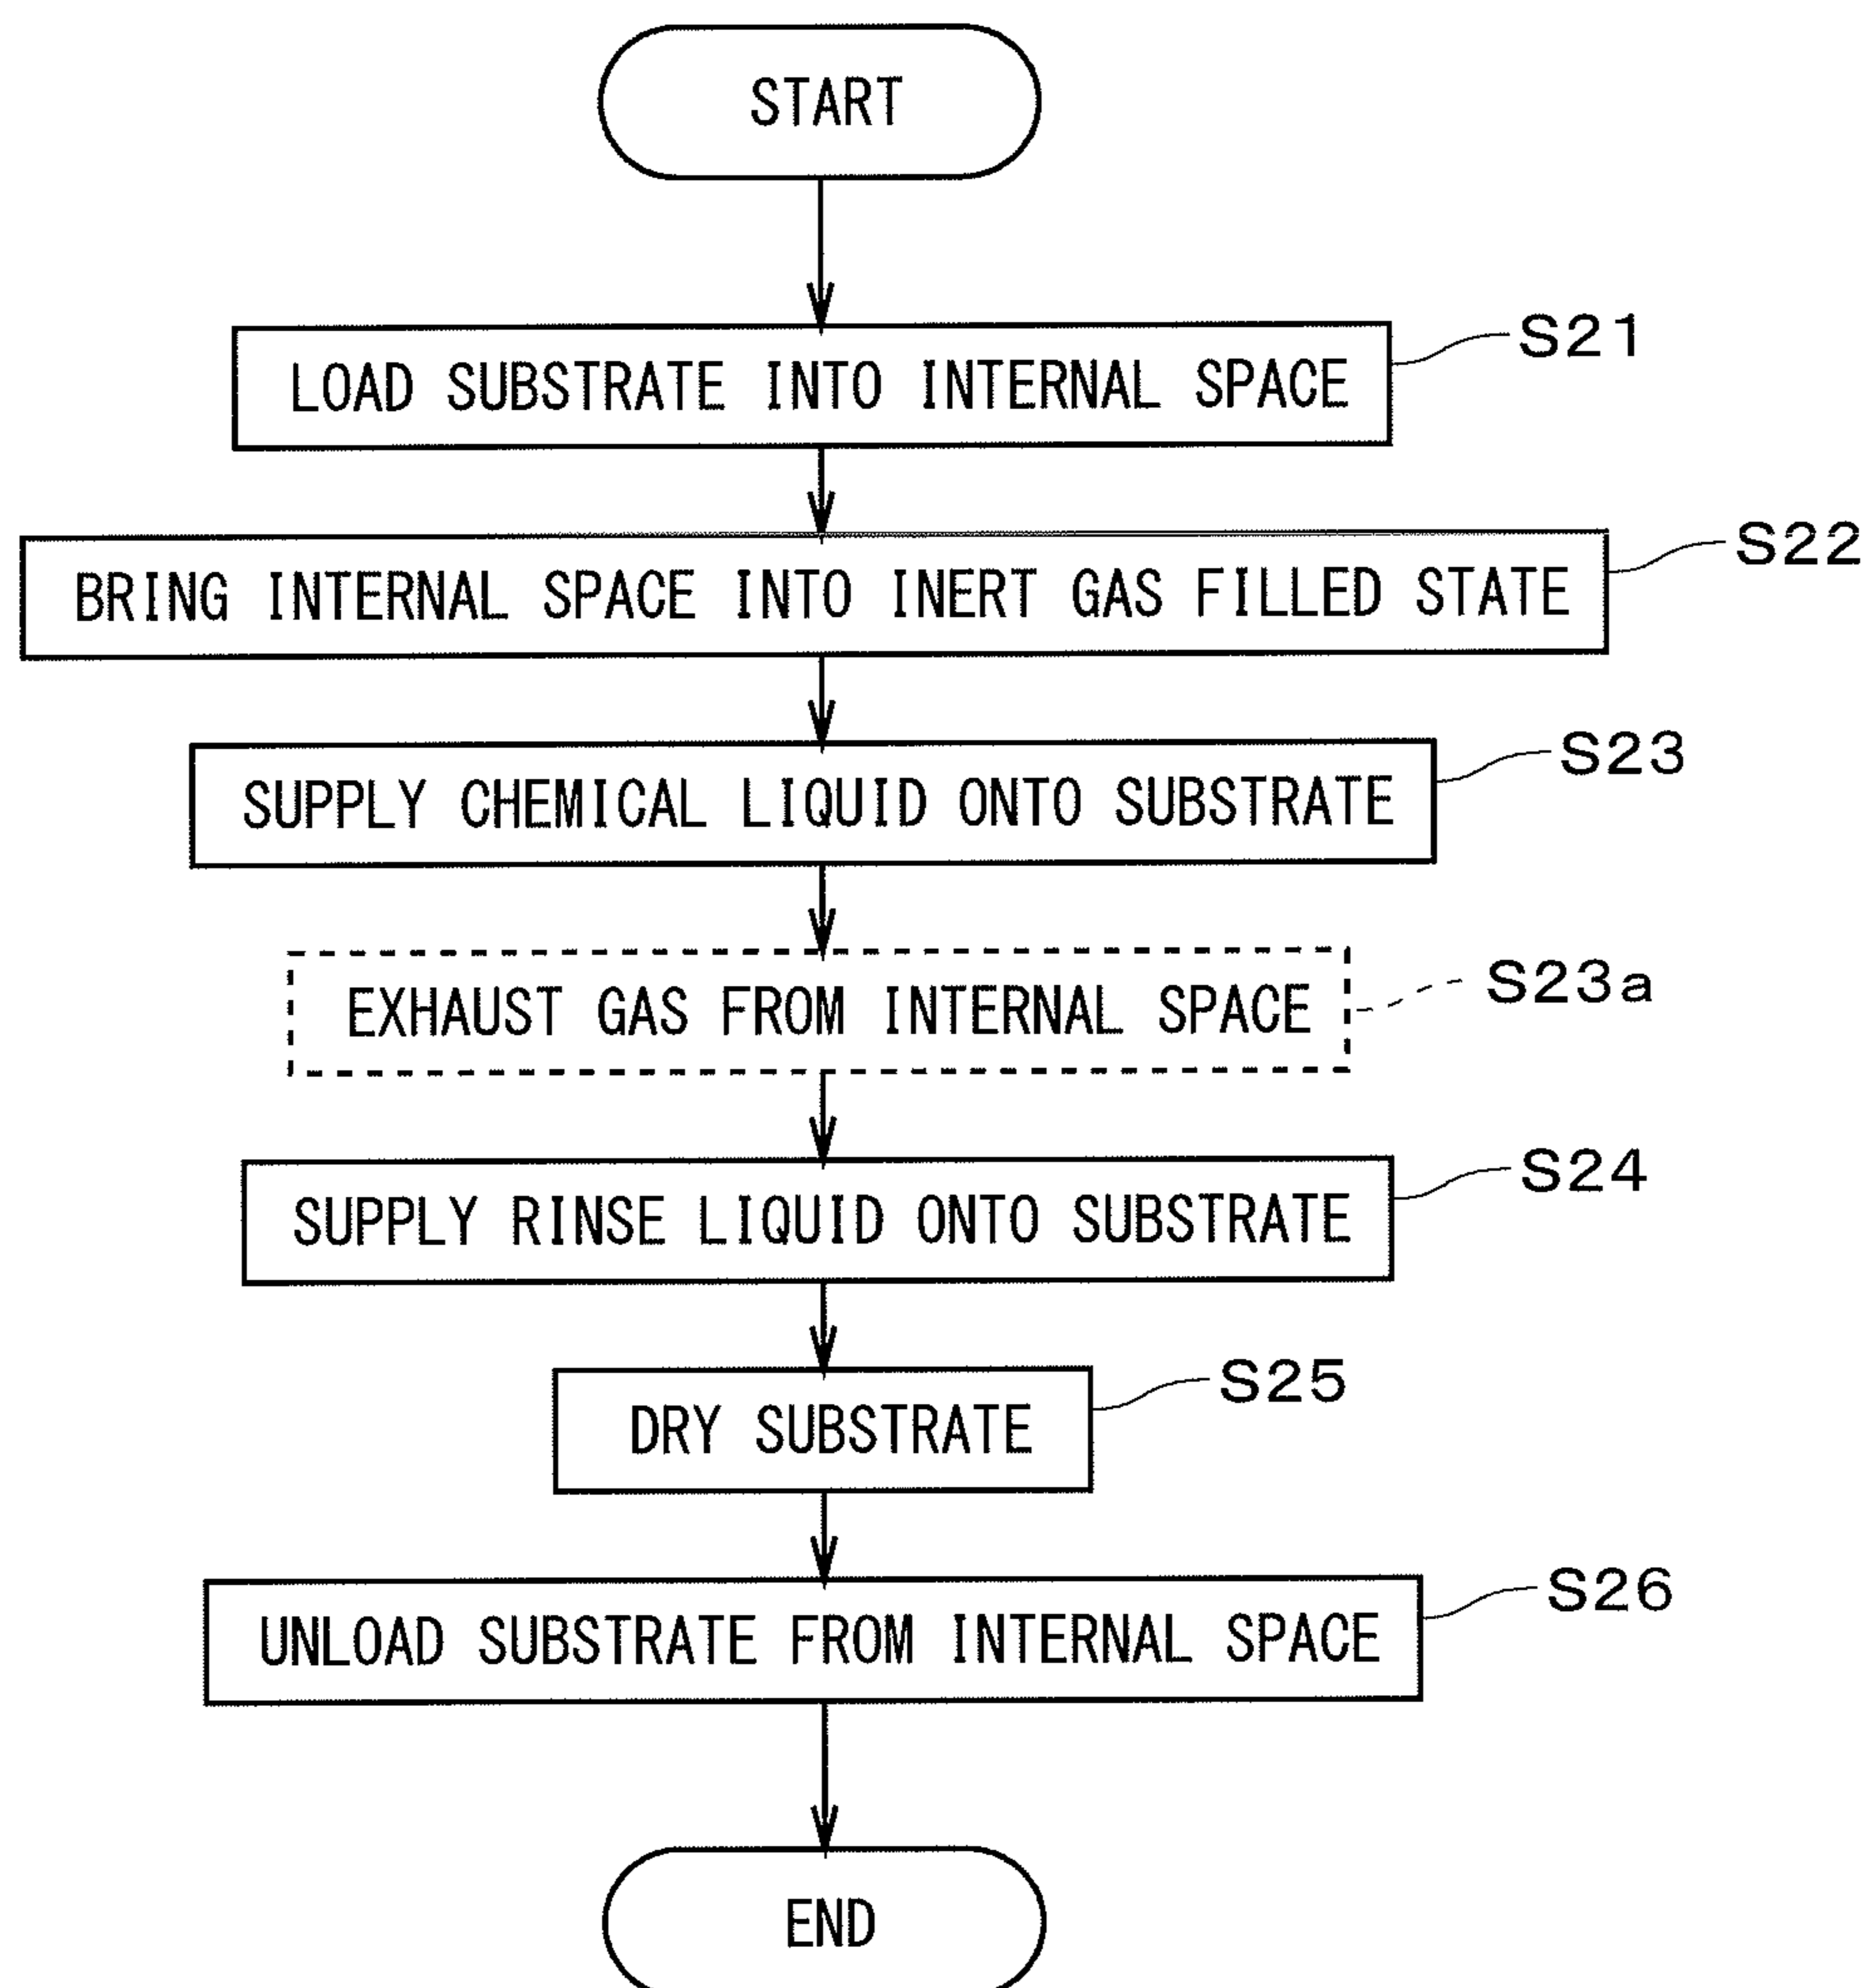 START
LOAD SUBSTRATE INTO INTERNAL SPACE
S21
BRING INTERNAL SPACE INTO INERT GAS FILLED STATE
S22
SUPPLY CHEMICAL LIQUID ONTO SUBSTRATE
S23
EXHAUST GAS FROM INTERNAL SPACE
S23a
SUPPLY RINSE LIQUID ONTO SUBSTRATE
S24
DRY SUBSTRATE
S25
UNLOAD SUBSTRATE FROM INTERNAL SPACE
S26
END